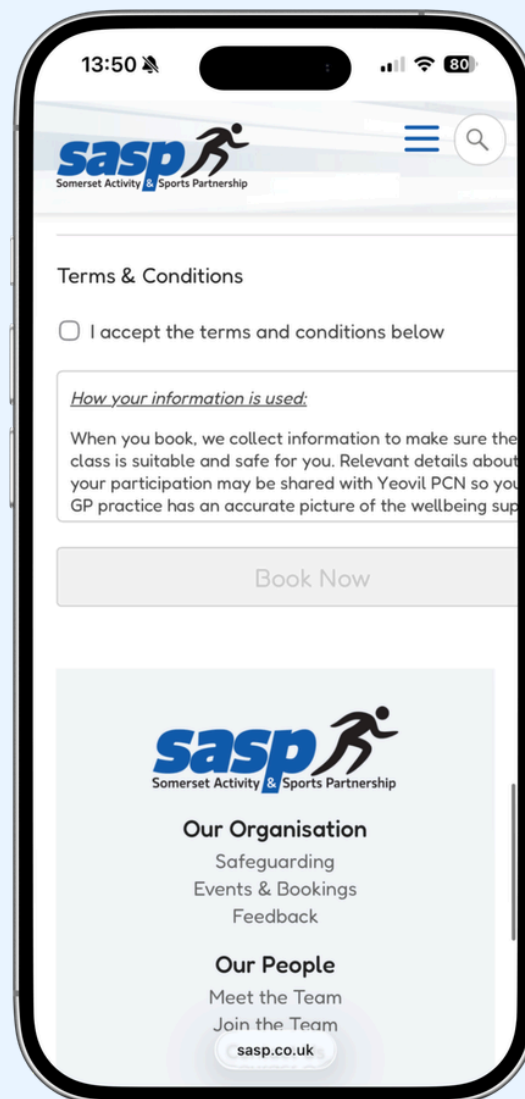 13:50
80
sasp
Somerset Activity & Sports Partnership
Terms & Conditions
I accept the terms and conditions below
How your information is used:
When you book, we collect information to make sure the
class is suitable and safe for you. Relevant details about
your participation may be shared with Yeovil PCN so you
GP practice has an accurate picture of the wellbeing sup
Book Now
sasp
Somerset Activity & Sports Partnership
Our Organisation
Safeguarding
Events & Bookings
Feedback
Our People
Meet the Team
Join the Team
sasp.co.uk